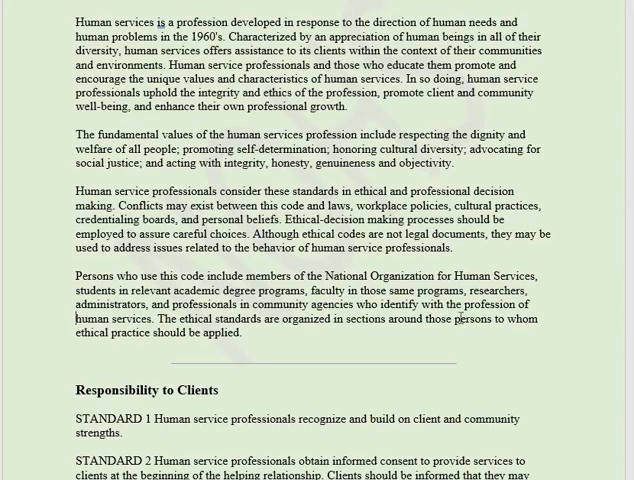 Human services is a profession developed in response to the direction of human needs and
human problems in the 1960's. Characterized by an appreciation of human beings in all of their
diversity, human services offers assistance to its clients within the context of their communities
and environments. Human service professionals and those who educate them promote and
encourage the unique values and characteristics of human services. In so doing, human service
professionals uphold the integrity and ethics of the profession, promote client and community
well-being, and enhance their own professional growth.
The fundamental values of the human services profession include respecting the dignity and
welfare of all people; promoting self-determination; honoring cultural diversity; advocating for
social justice; and acting with integrity, honesty, genuineness and objectivity.
Human service professionals consider these standards in ethical and professional decision
making. Conflicts may exist between this code and laws, workplace policies, cultural practices,
credentialing boards, and personal beliefs. Ethical-decision making processes should be
employed to assure careful choices. Although ethical codes are not legal documents, they may be
used to address issues related to the behavior of human service professionals.
Persons who use this code include members of the National Organization for Human Services,
students in relevant academic degree programs, faculty in those same programs, researchers,
administrators, and professionals in community agencies who identify with the profession of
human services. The ethical standards are organized in sections around those persons to whom
ethical practice should be applied.
Responsibility to Clients
STANDARD 1 Human service professionals recognize and build on client and community
strengths.
STANDARD 2 Human service professionals obtain informed consent to provide services to
clients at the beginning of the helping relationship. Clients should be informed that they may